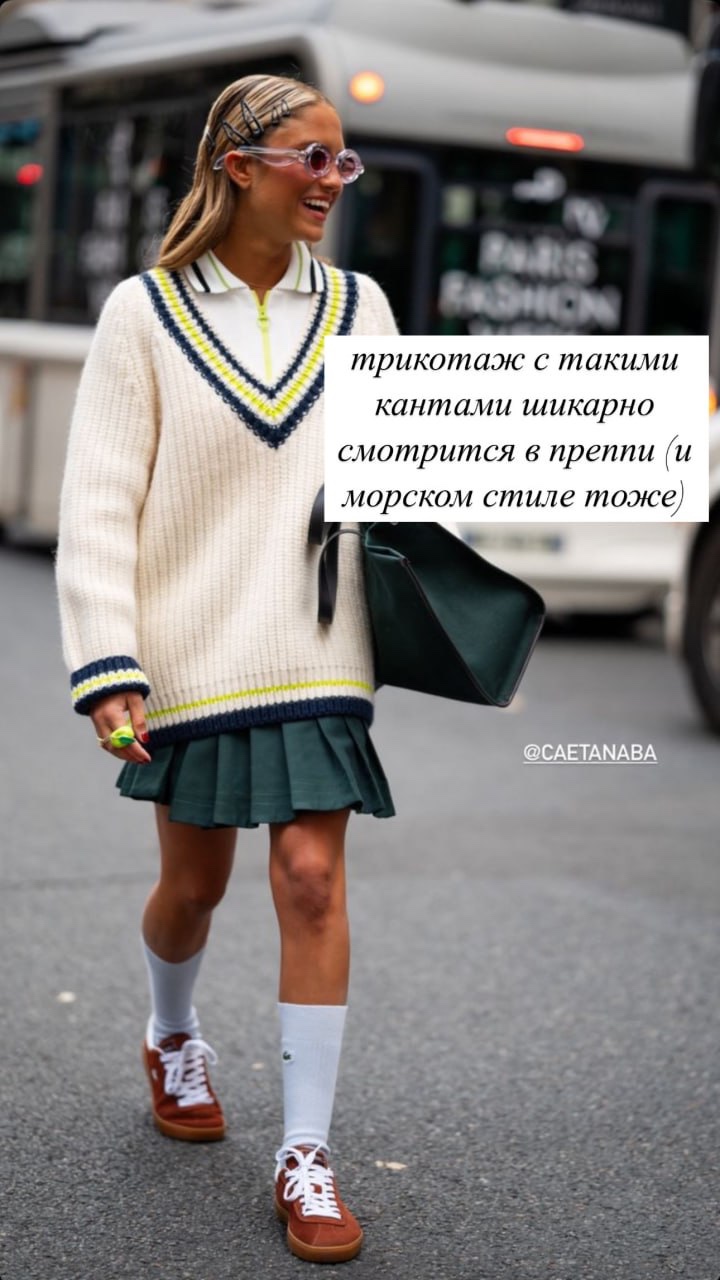 PARIS
FASHION
трикотаж с такими
кантами шикарно
смотрится в преппи (и
морском стиле тоже)
@CAETANABA